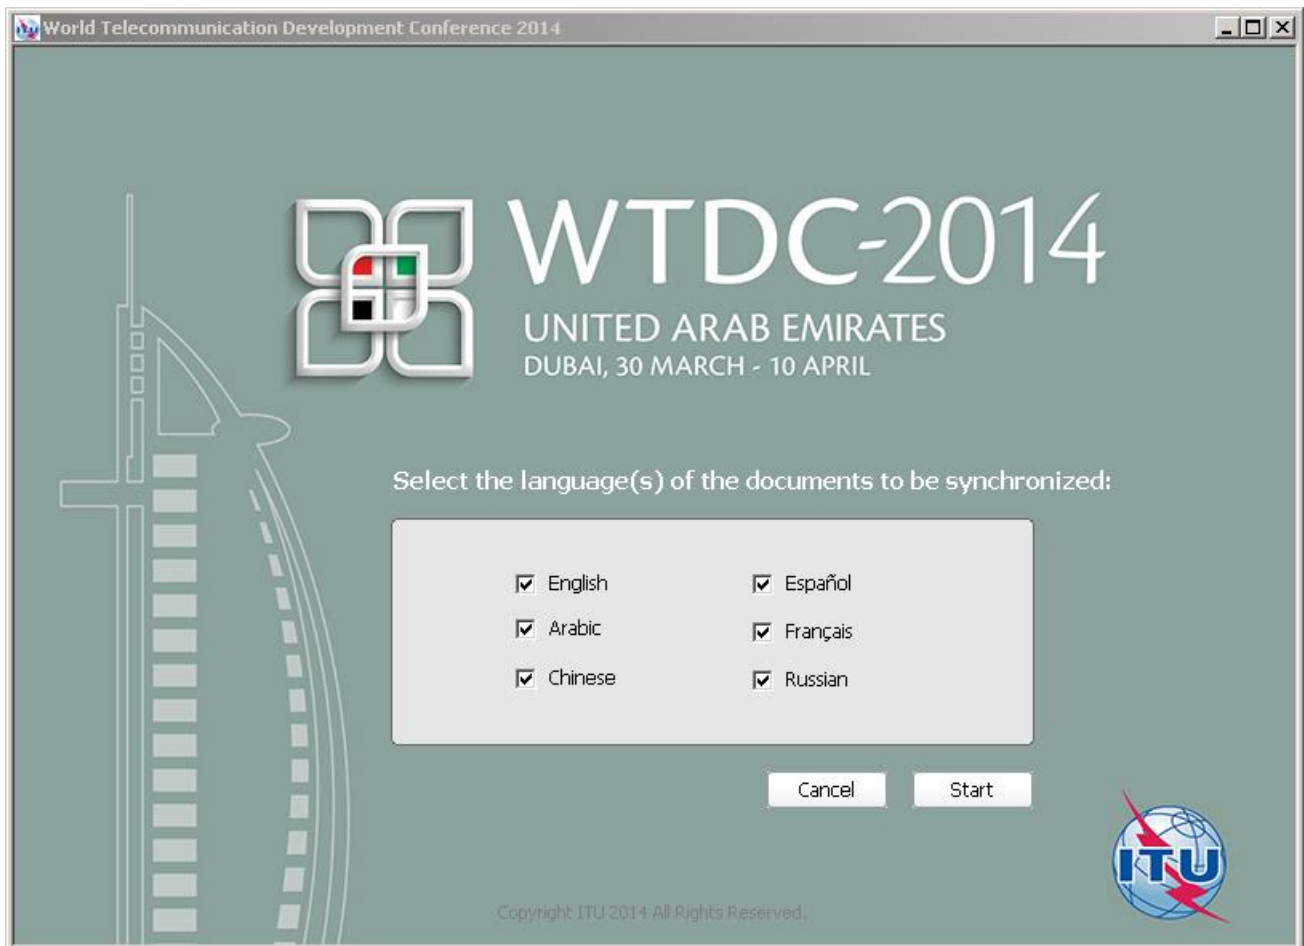 World Telecommunication Development Conference 2014
WTDC-2014
UNITED ARAB EMIRATES
DUBAI, 30 MARCH - 10 APRIL
Select the language(s) of the documents to be synchronized:
English
Español
Arabic
Français
Chinese
Russian
Cancel
Start
ITU
Copyright ITU 2014 All Rights Reserved.